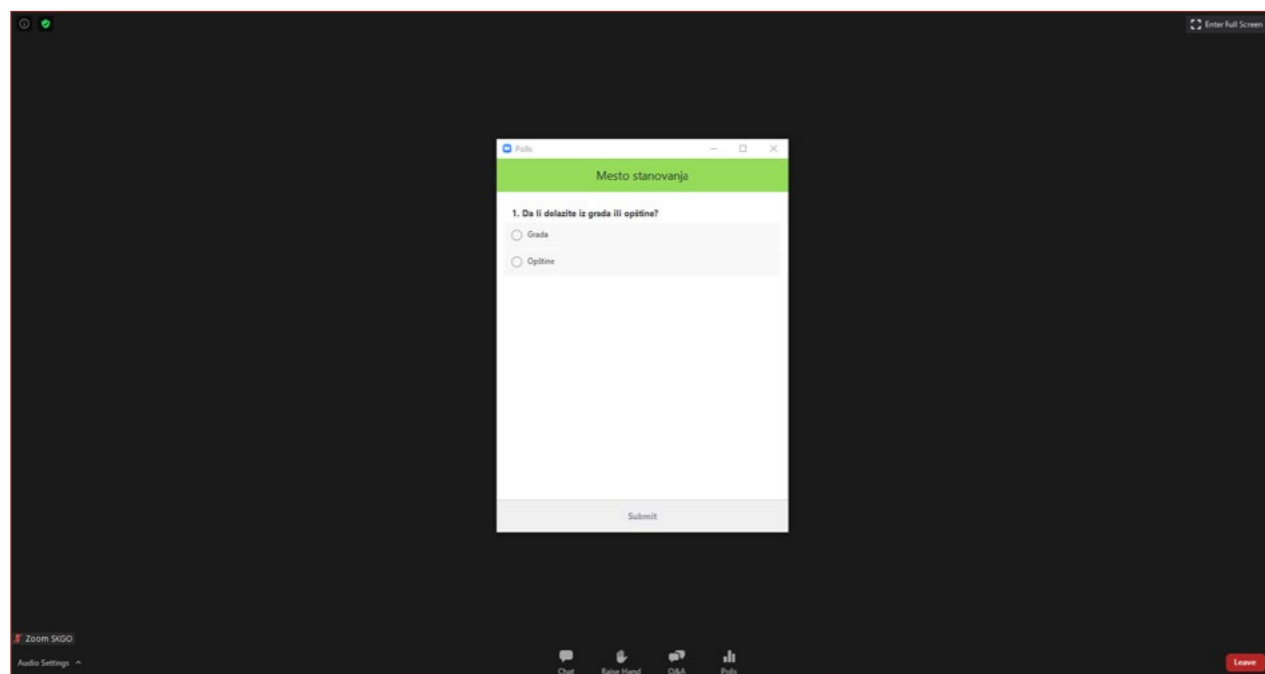 Enter Full Screen
Polls
Mesto stanovanja
1. Da li dolazite iz grada ili opštine?
Grada
Opštine
Submit
Zoom SKGO
Audio Settings
Chat
Raise Hand
Q&A
Polls
Leave